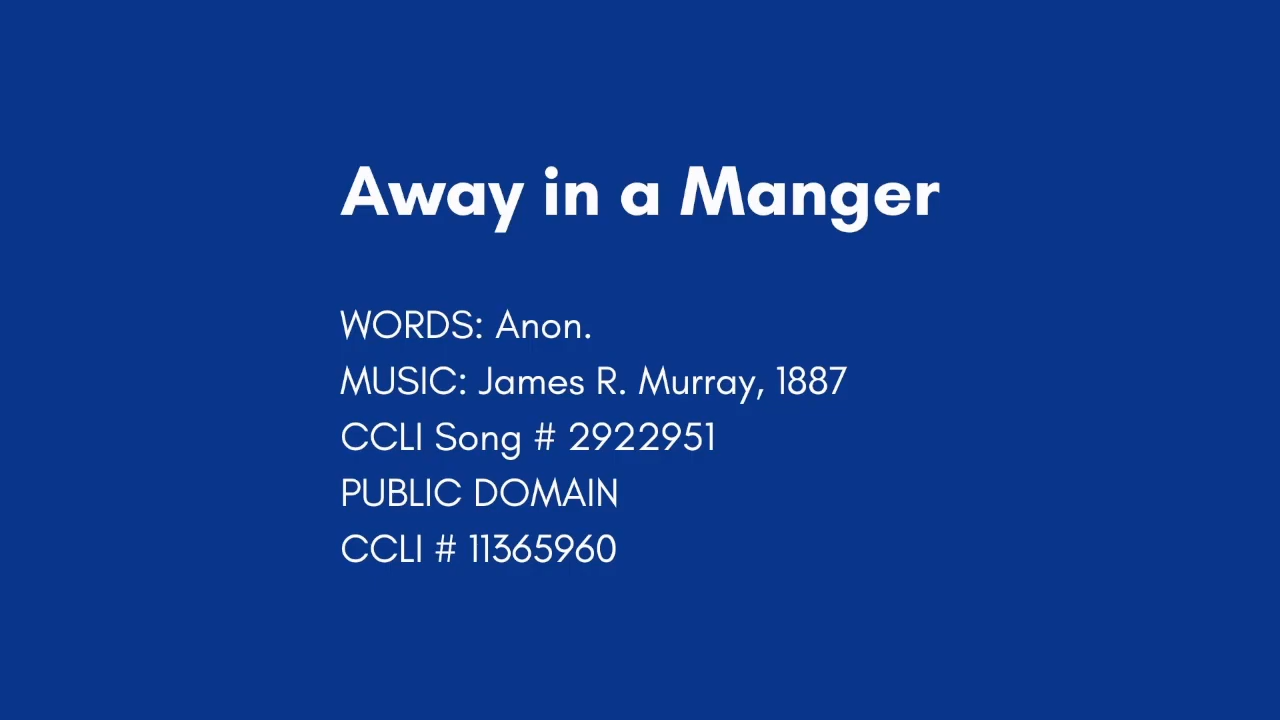 Away in a Manger
WORDS: Anon.
MUSIC: James R. Murray, 1887
CCLI Song # 2922951
PUBLIC DOMAIN
CCLI # 11365960